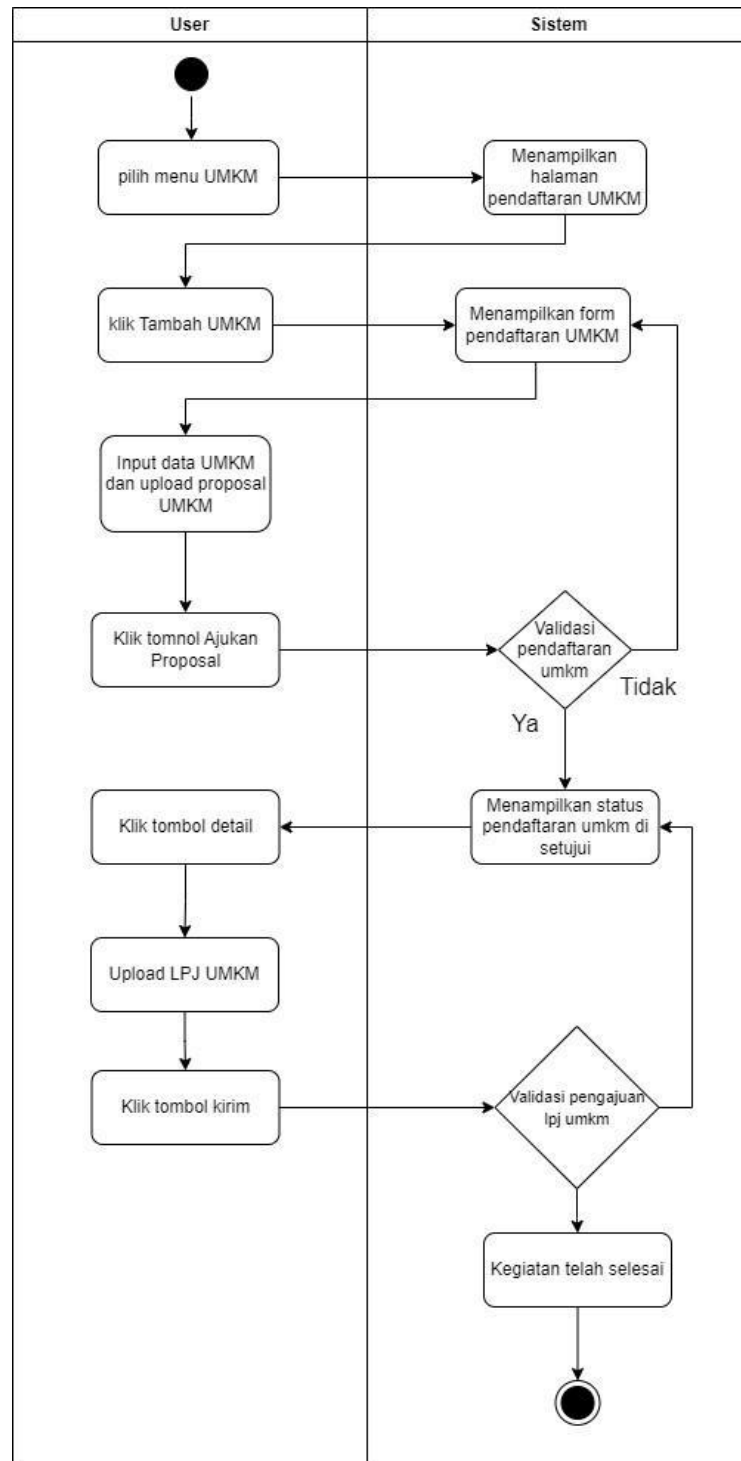 User
Sistem
pilih menu UMKM
Menampilkan
halaman
pendaftaran UMKM
klik Tambah UMKM
Menampilkan form
pendaftaran UMKM
Input data UMKM
dan upload proposal
UMKM
Klik tomnol Ajukan
Proposal
Validasi
pendaftaran
umkm
Tidak
Ya
Klik tombol detail
Menampilkan status
pendaftaran umkm di
setujui
Upload LPJ UMKM
Klik tombol kirim
Validasi pengajuan
lpj umkm
Kegiatan telah selesai